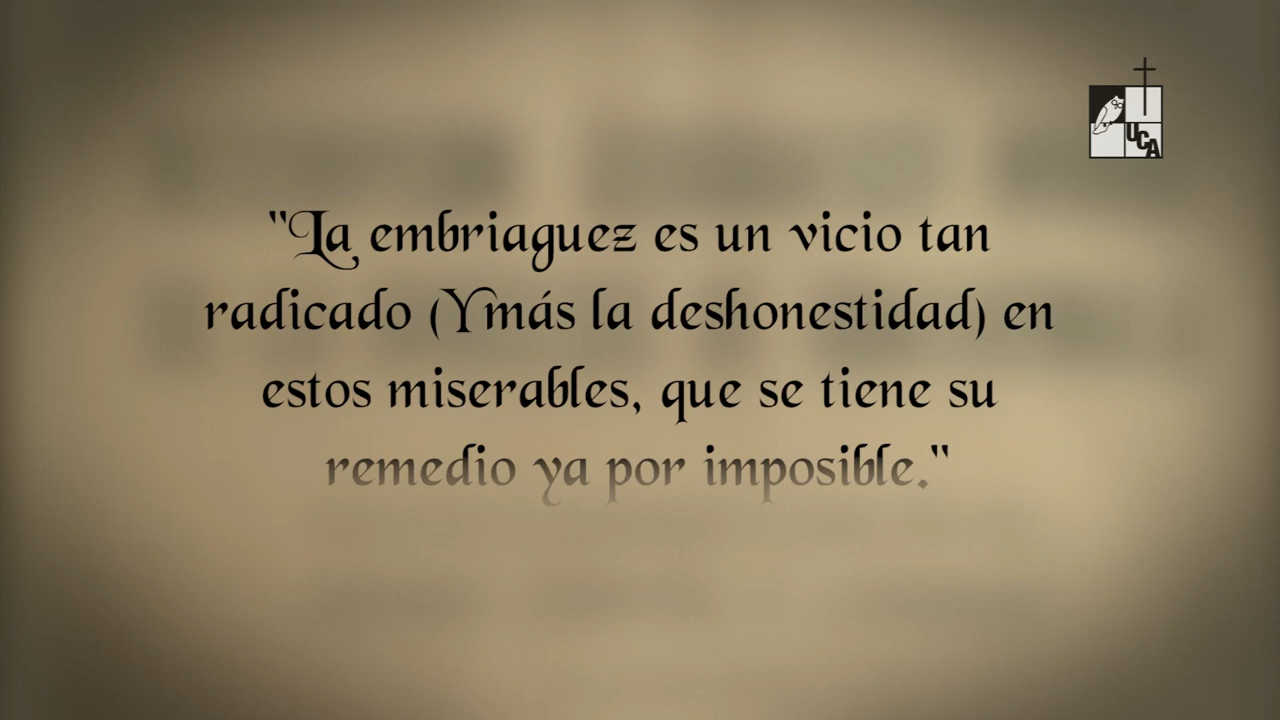 UCA
"La embriaguez es un vicio tan
radicado (Ymás la deshonestidad) en
estos miserables, que se tiene su
remedio ya por imposible."